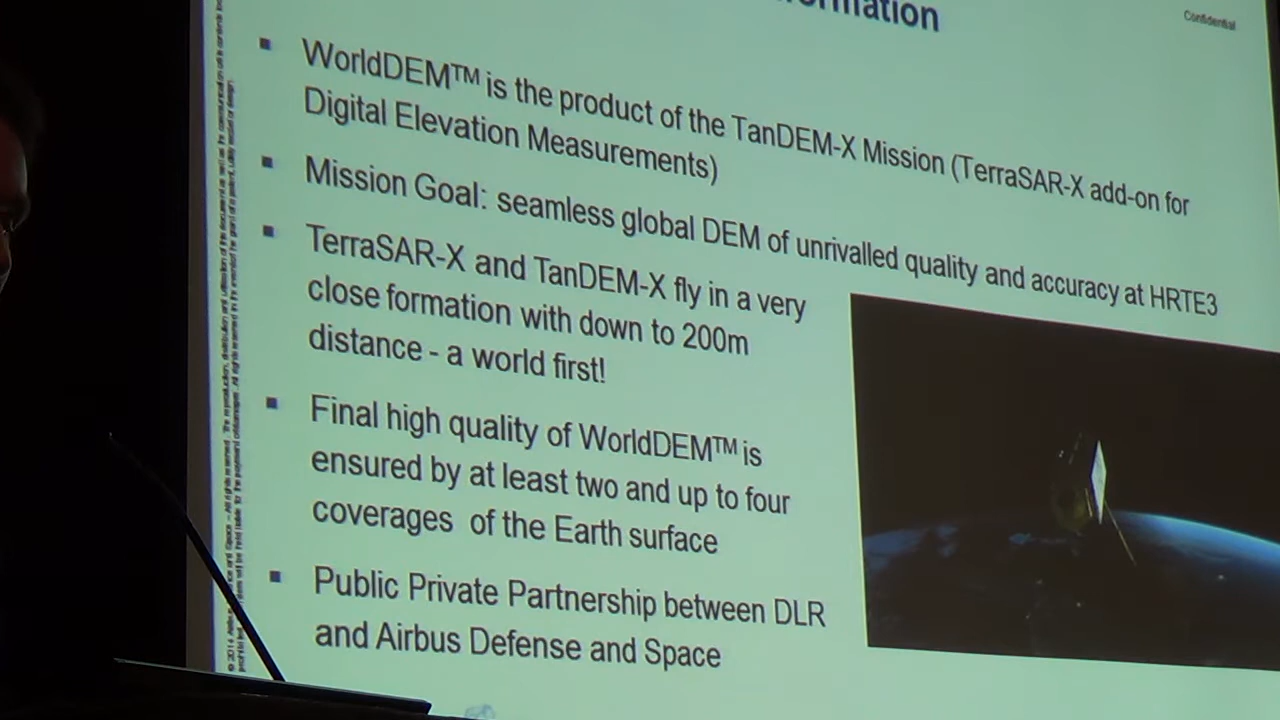 Confidential
WorldDEM™ is the product of the TanDEM-X Mission (TerraSAR-X add-on for
Digital Elevation Measurements)
Mission Goal: seamless global DEM of unrivalled quality and accuracy at HRTE3
TerraSAR-X and TanDEM-X fly in a very
close formation with down to 200m
distance - a world first!
Final high quality of WorldDEM™ is
ensured by at least two and up to four
coverages of the Earth surface
Public Private Partnership between DLR
and Airbus Defense and Space